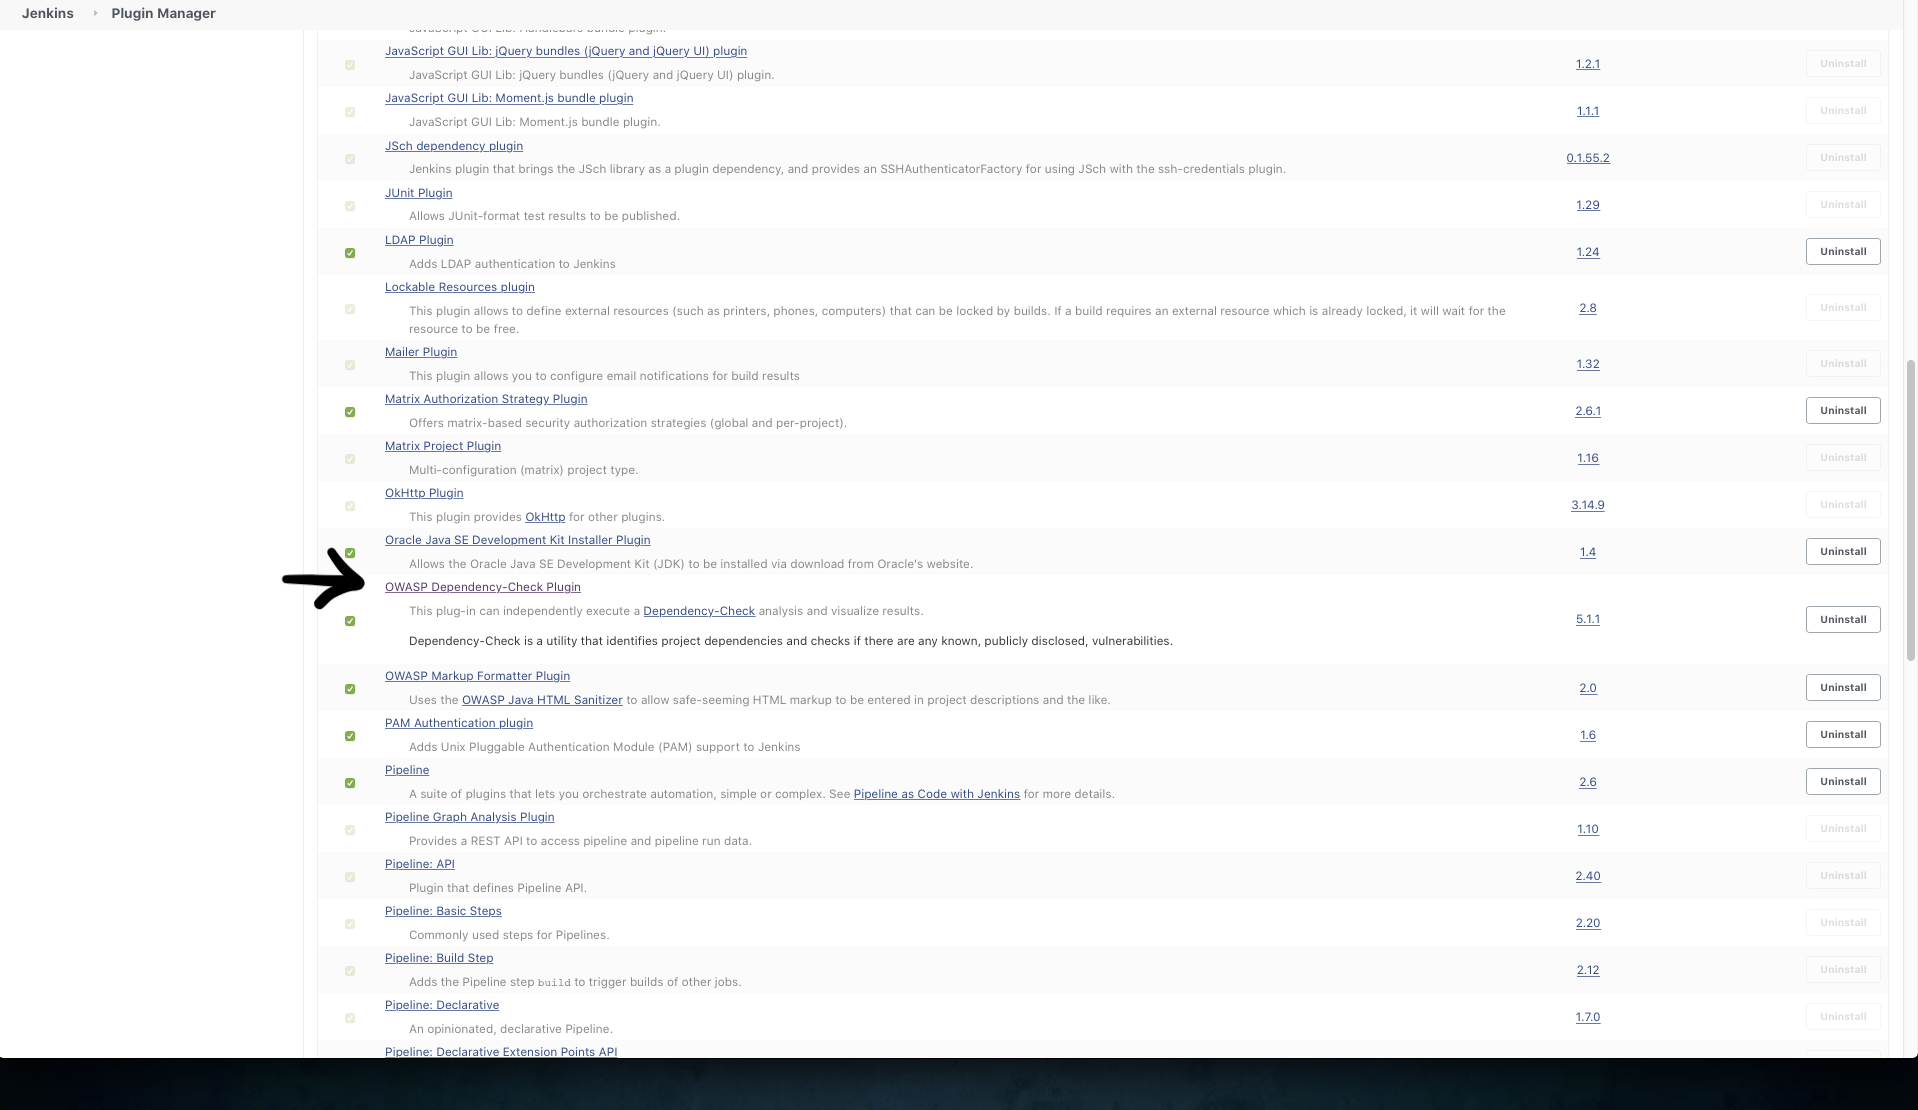 Jenkins Plugin Manager
JavaScript GUI Lib: Handlebars bundle plugin.
JavaScript GUI Lib: jQuery bundles (jQuery and jQuery UI) plugin
JavaScript GUI Lib: jQuery bundles (jQuery and jQuery UI) plugin.
1.2.1 Uninstall
JavaScript GUI Lib: Moment.js bundle plugin
JavaScript GUI Lib: Moment.js bundle plugin.
1.1.1 Uninstall
JSch dependency plugin
Jenkins plugin that brings the JSch library as a plugin dependency, and provides an SSHAuthenticatorFactory for using JSch with the ssh-credentials plugin.
0.1.55.2 Uninstall
JUnit Plugin
Allows JUnit-format test results to be published.
1.29 Uninstall
LDAP Plugin
Adds LDAP authentication to Jenkins
1.24 Uninstall
Lockable Resources plugin
This plugin allows to define external resources (such as printers, phones, computers) that can be locked by builds. If a build requires an external resource which is already locked, it will wait for the
resource to be free.
2.8 Uninstall
Mailer Plugin
This plugin allows you to configure email notifications for build results
1.32 Uninstall
Matrix Authorization Strategy Plugin
Offers matrix-based security authorization strategies (global and per-project).
2.6.1 Uninstall
Matrix Project Plugin
Multi-configuration (matrix) project type.
1.16 Uninstall
OkHttp Plugin
This plugin provides OkHttp for other plugins.
3.14.9 Uninstall
Oracle Java SE Development Kit Installer Plugin
Allows the Oracle Java SE Development Kit (JDK) to be installed via download from Oracle's website.
1.4 Uninstall
OWASP Dependency-Check Plugin
This plug-in can independently execute a Dependency-Check analysis and visualize results.
Dependency-Check is a utility that identifies project dependencies and checks if there are any known, publicly disclosed, vulnerabilities.
5.1.1 Uninstall
OWASP Markup Formatter Plugin
Uses the OWASP Java HTML Sanitizer to allow safe-seeming HTML markup to be entered in project descriptions and the like.
2.0 Uninstall
PAM Authentication plugin
Adds Unix Pluggable Authentication Module (PAM) support to Jenkins
1.6 Uninstall
Pipeline
A suite of plugins that lets you orchestrate automation, simple or complex. See Pipeline as Code with Jenkins for more details.
2.6 Uninstall
Pipeline Graph Analysis Plugin
Provides a REST API to access pipeline and pipeline run data.
1.10 Uninstall
Pipeline: API
Plugin that defines Pipeline API.
2.40 Uninstall
Pipeline: Basic Steps
Commonly used steps for Pipelines.
2.20 Uninstall
Pipeline: Build Step
Adds the Pipeline step build to trigger builds of other jobs.
2.12 Uninstall
Pipeline: Declarative
An opinionated, declarative Pipeline.
1.7.0 Uninstall
Pipeline: Declarative Extension Points API